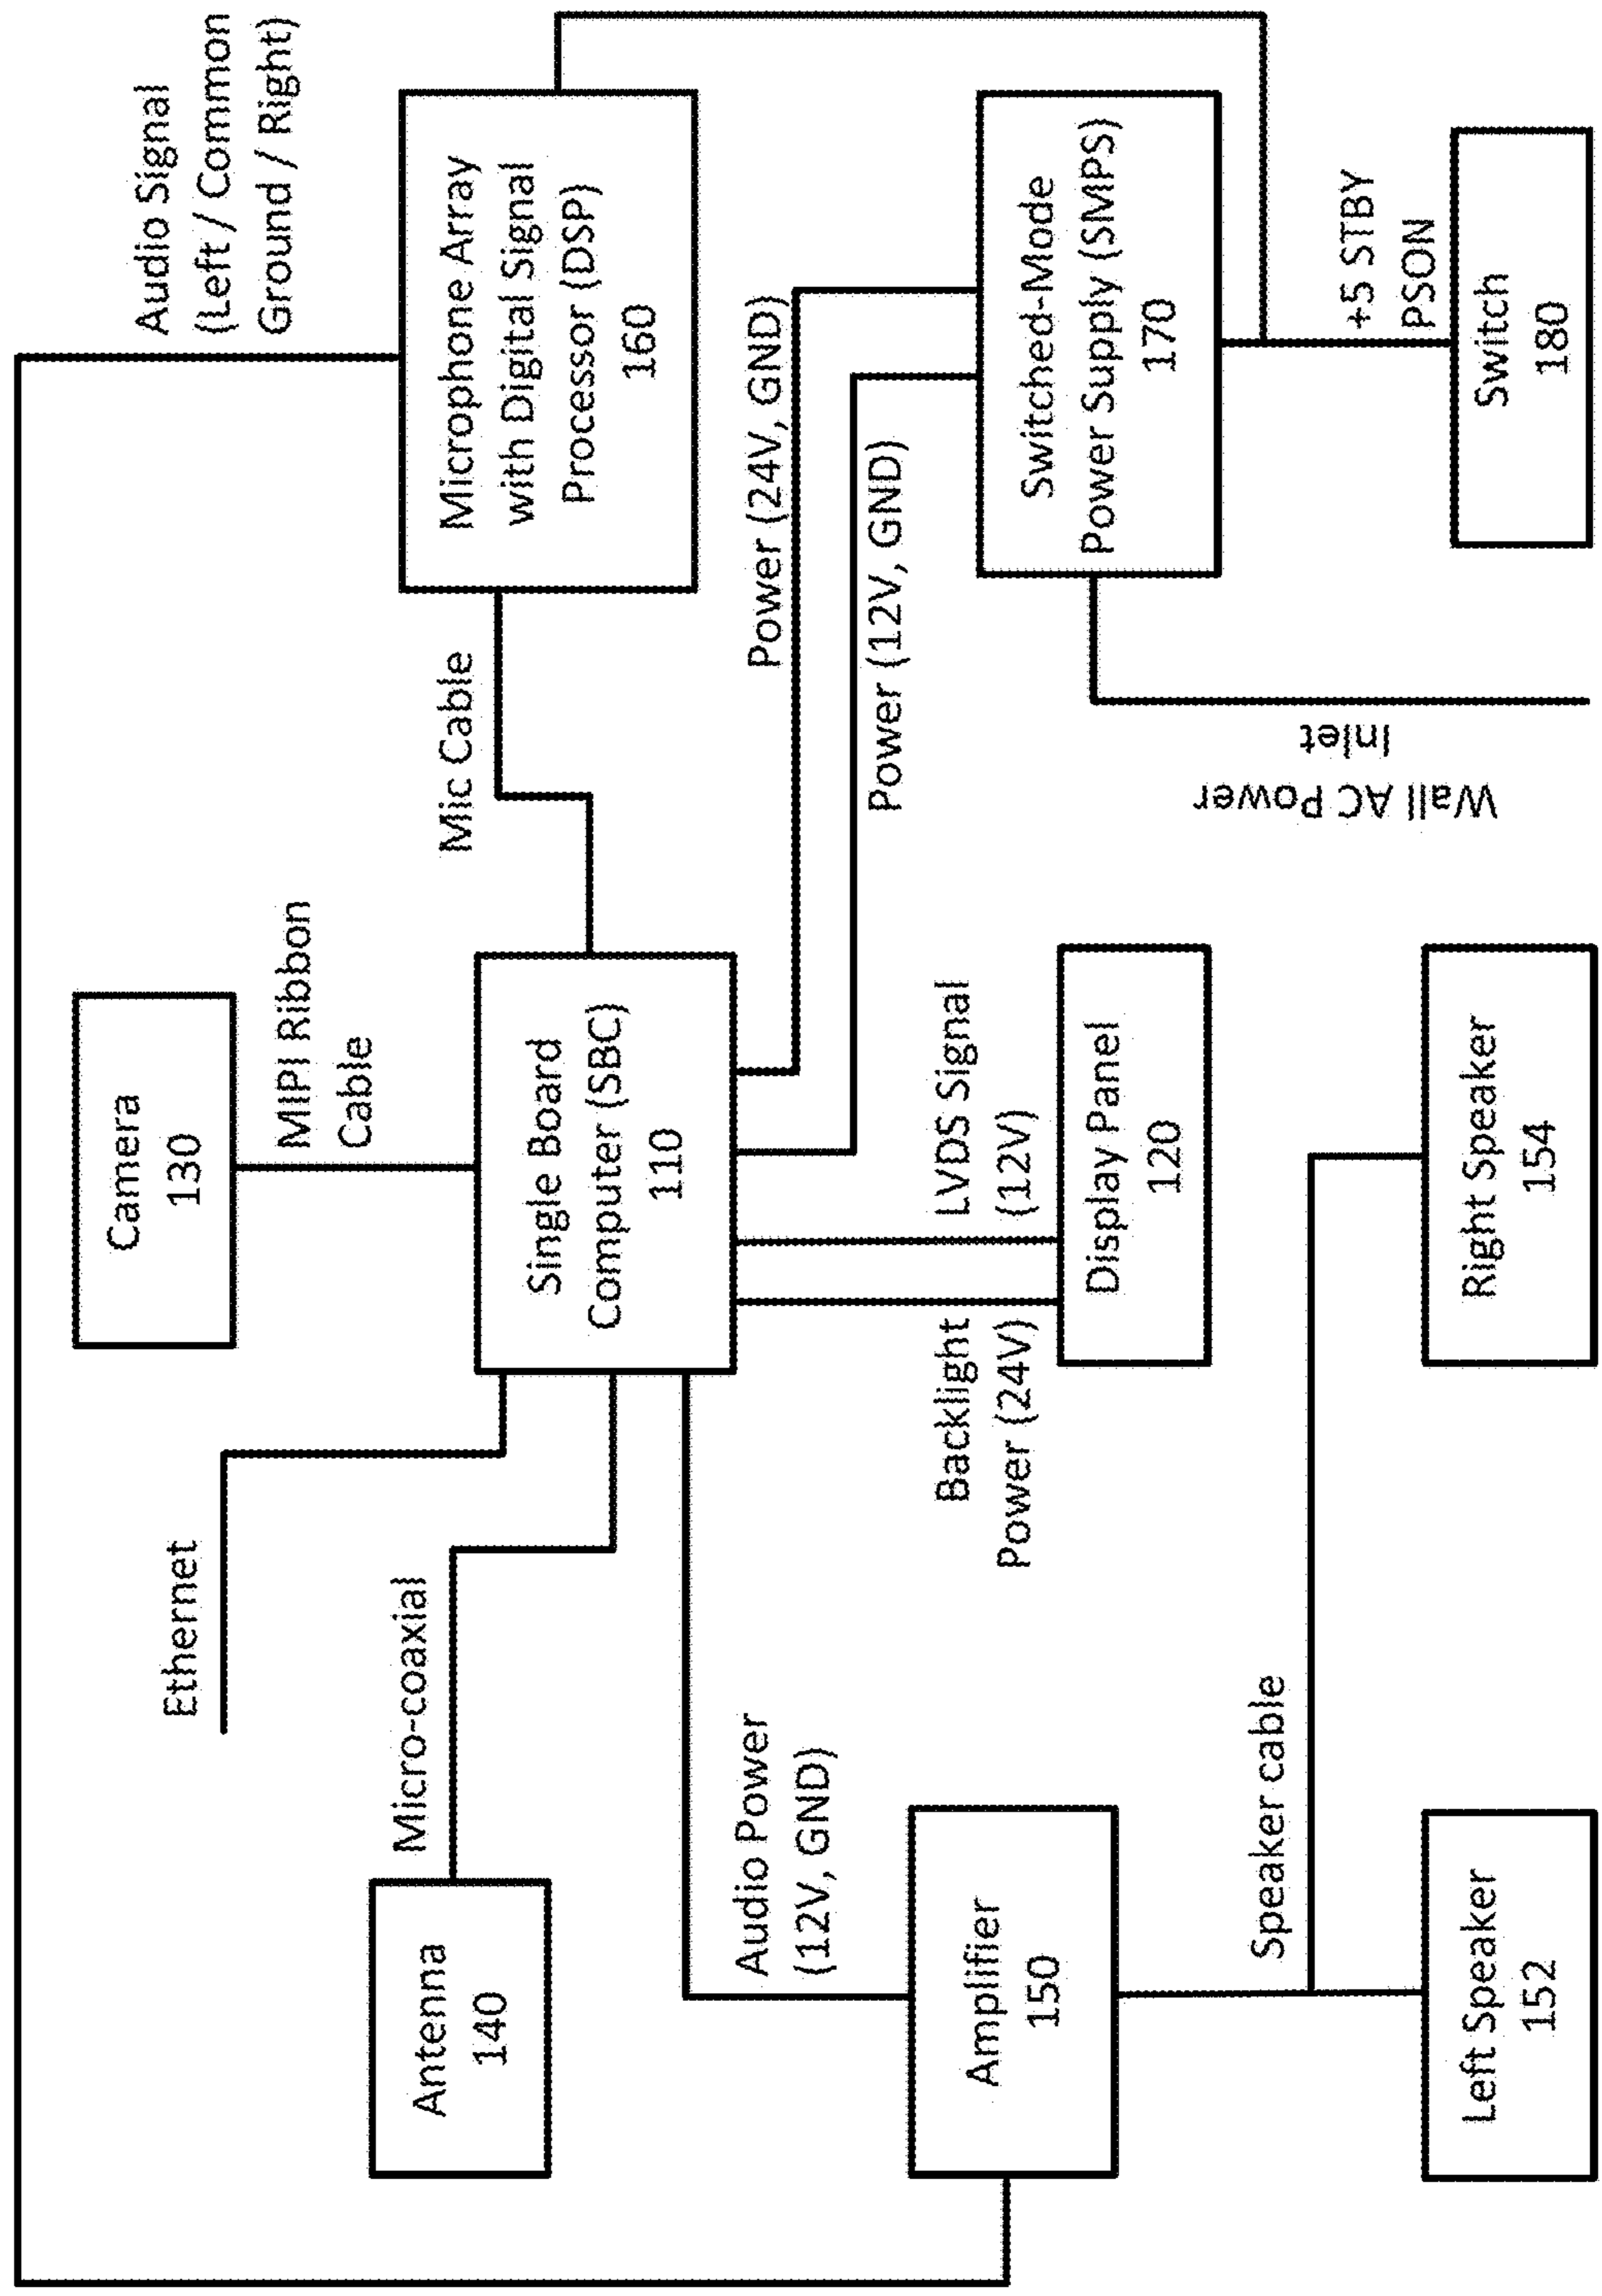 Audio Signal
(Left / Common
Ground / Right)
Camera
130
MIPI Ribbon
Cable
Ethernet
Micro-coaxial
Antenna
140
Mic Cable
Microphone Array
with Digital Signal
Processor (DSP)
160
Single Board
Computer (SBC)
110
Audio Power
(12V, GND)
Power (24V, GND)
Power (12V, GND)
Backlight
Power (24V)
LVDS Signal
(12V)
Amplifier
150
Display Panel
120
Switched-Mode
Power Supply (SMPS)
170
Wall AC Power
Inlet
+5 STBY
PSON
Speaker cable
Left Speaker
152
Right Speaker
154
Switch
180